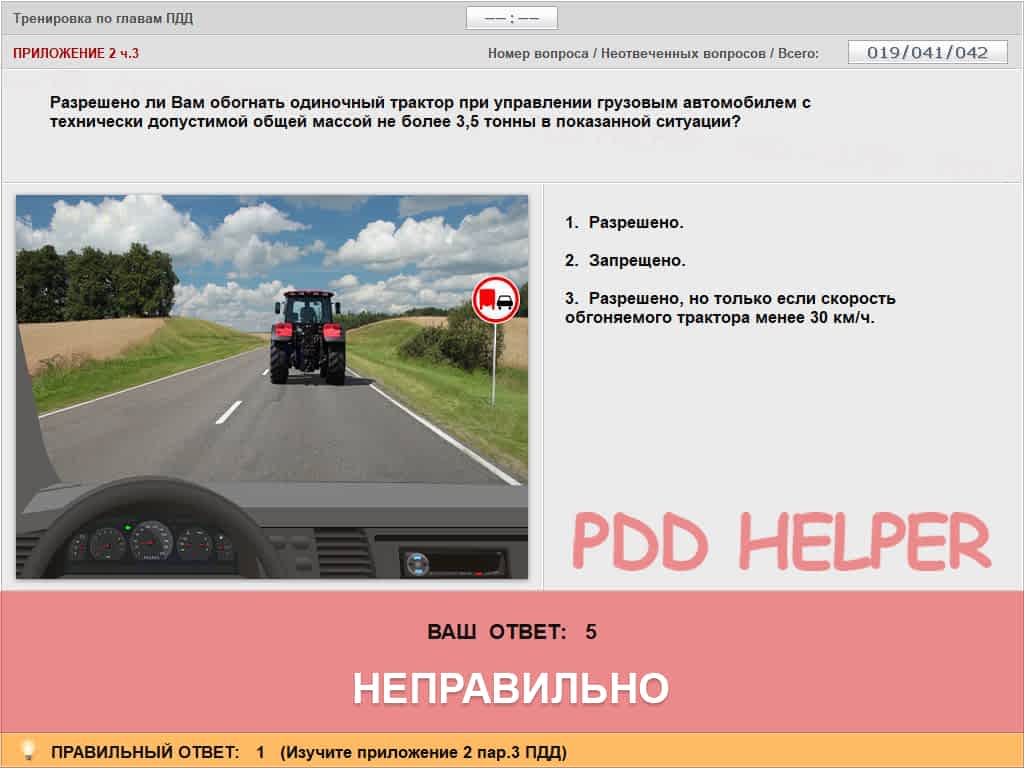 Тренировка по главам ПДД
—— : ——
ПРИЛОЖЕНИЕ 2 ч.3
Номер вопроса / Неотвеченных вопросов / Всего:
019/041/042
Разрешено ли Вам обогнать одиночный трактор при управлении грузовым автомобилем с
технически допустимой общей массой не более 3,5 тонны в показанной ситуации?
1. Разрешено.
2. Запрещено.
3. Разрешено, но только если скорость
обгоняемого трактора менее 30 км/ч.
PDD HELPER
ВАШ ОТВЕТ: 5
НЕПРАВИЛЬНО
ПРАВИЛЬНЫЙ ОТВЕТ: 1 (Изучите приложение 2 пар.3 ПДД)